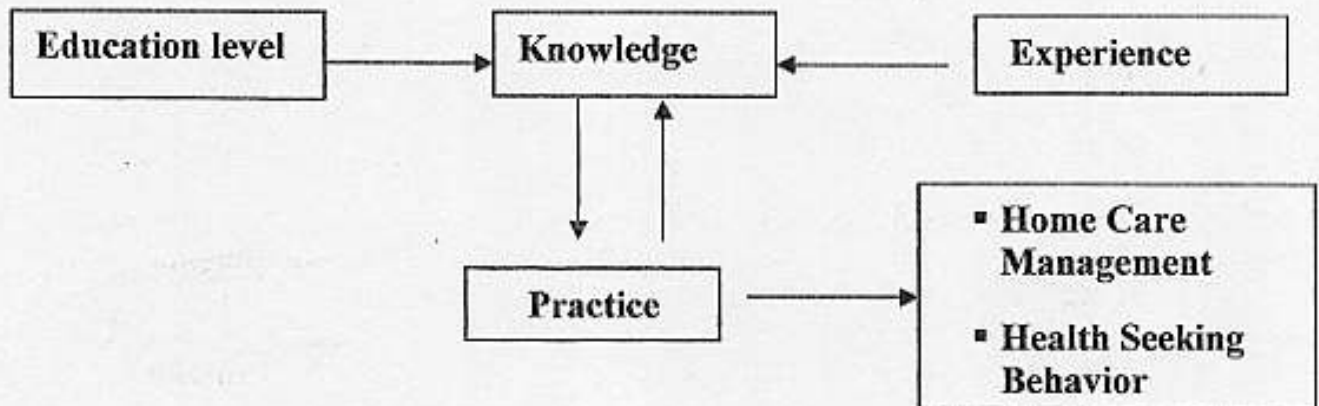 Education level
Knowledge
Experience
Practice
▪ Home Care
Management
▪ Health Seeking
Behavior